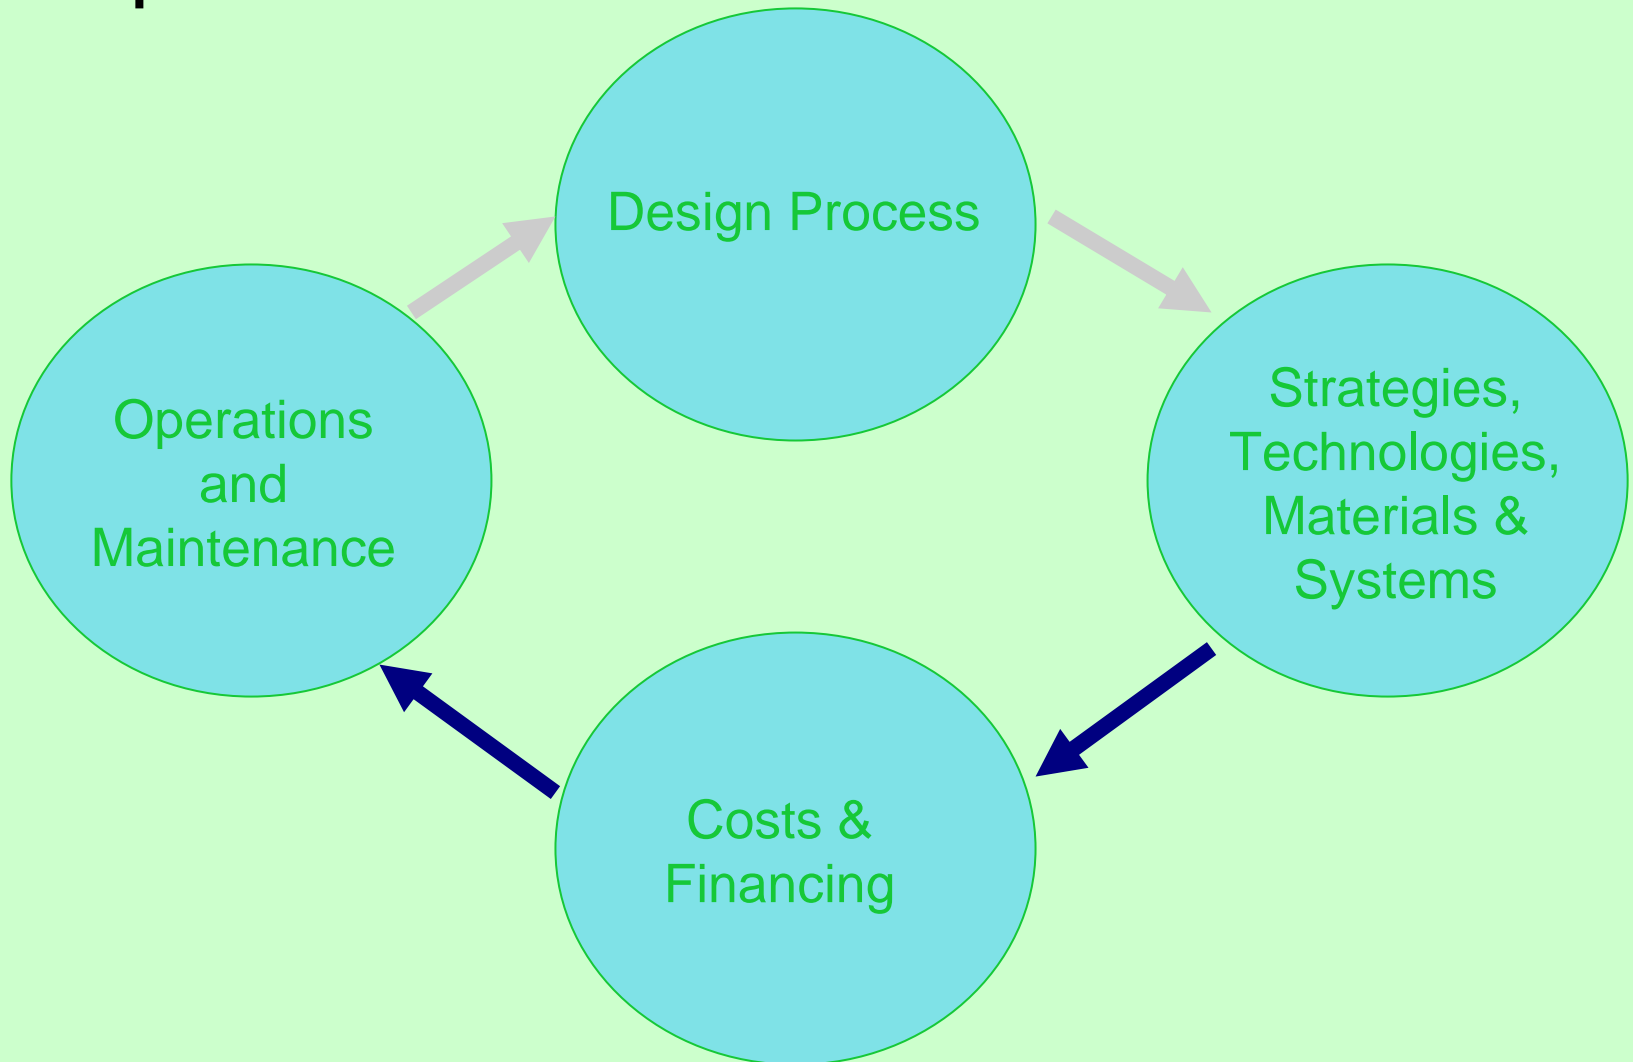 Design Process
Operations
and
Maintenance
Strategies,
Technologies,
Materials &
Systems
Costs &
Financing